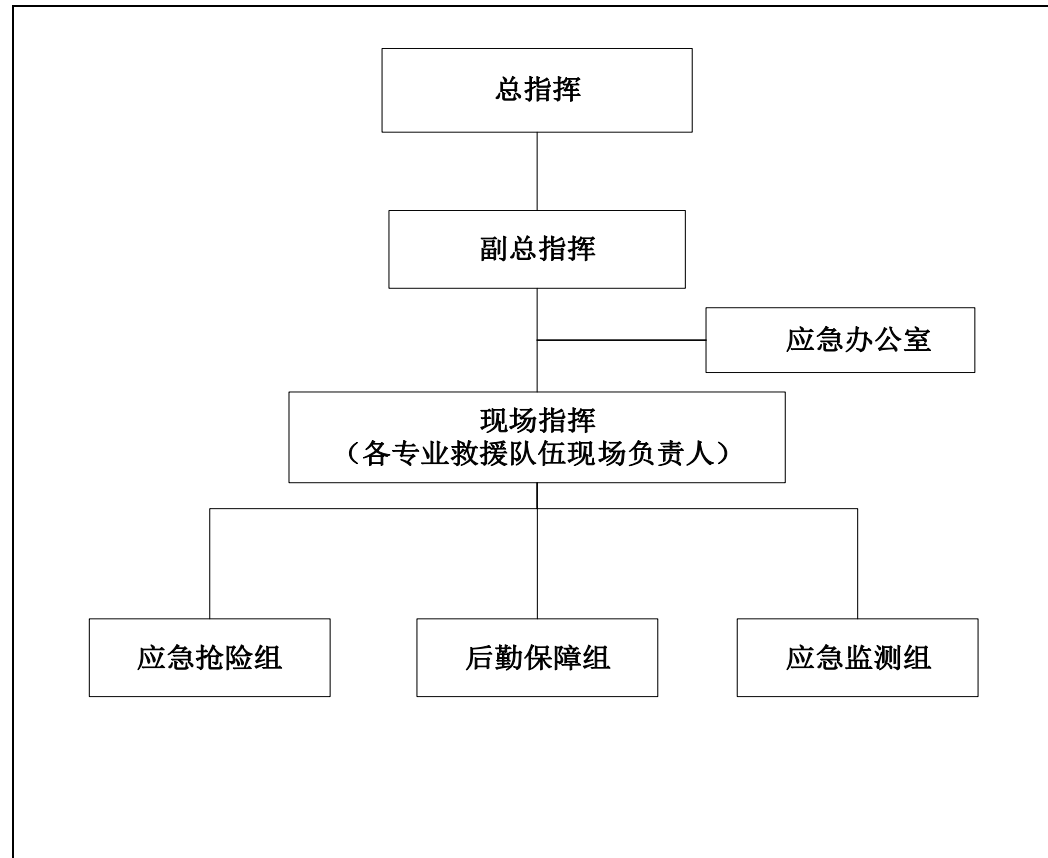 总指挥
副总指挥
应急办公室
现场指挥
（各专业救援队伍现场负责人）
应急抢险组
后勤保障组
应急监测组